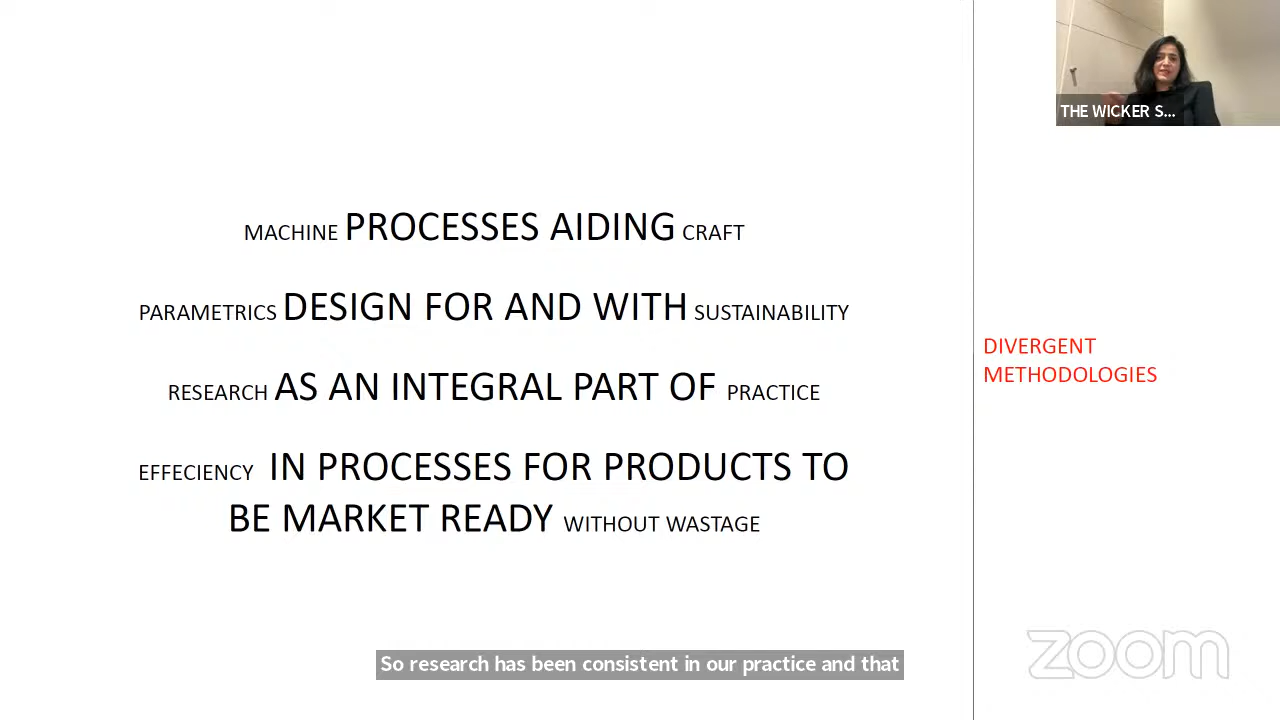 THE WICKER S...
MACHINE PROCESSES AIDING CRAFT
PARAMETRICS DESIGN FOR AND WITH SUSTAINABILITY
RESEARCH AS AN INTEGRAL PART OF PRACTICE
EFFECIENCY IN PROCESSES FOR PRODUCTS TO
BE MARKET READY WITHOUT WASTAGE
DIVERGENT
METHODOLOGIES
So research has been consistent in our practice and that
zoom